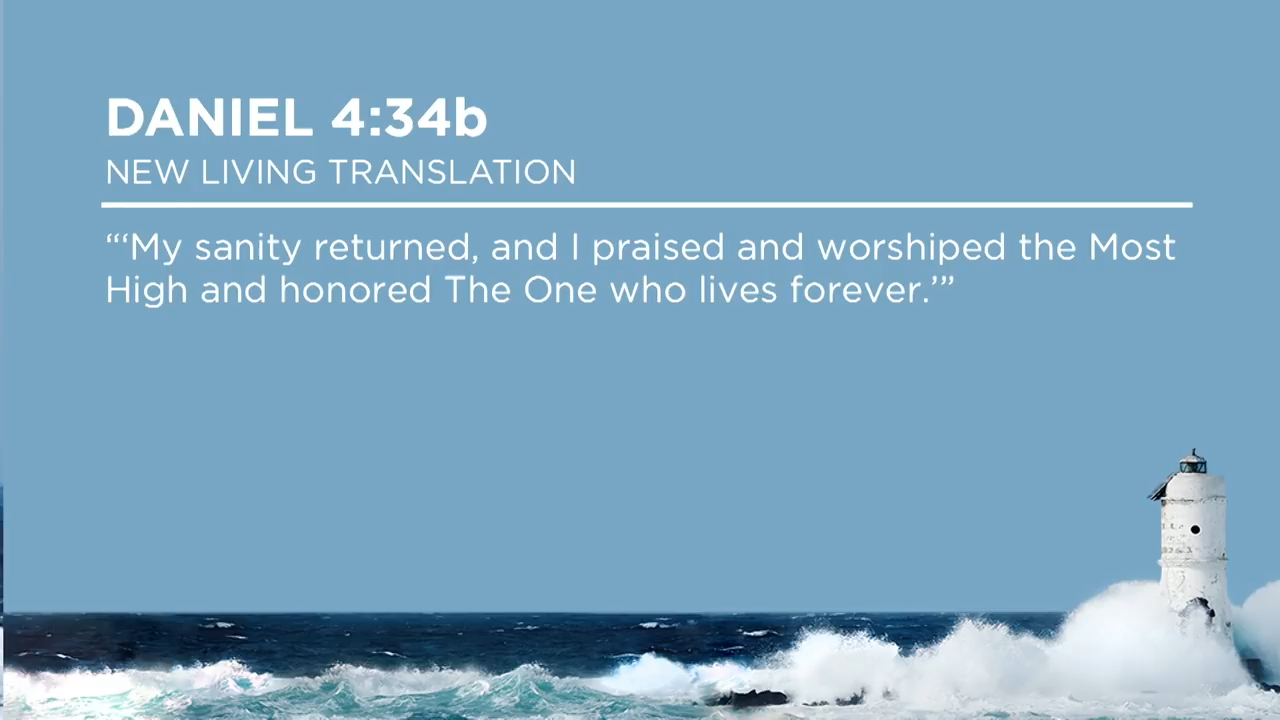 DANIEL 4:34b
NEW LIVING TRANSLATION
“‘My sanity returned, and I praised and worshiped the Most
High and honored The One who lives forever.’”